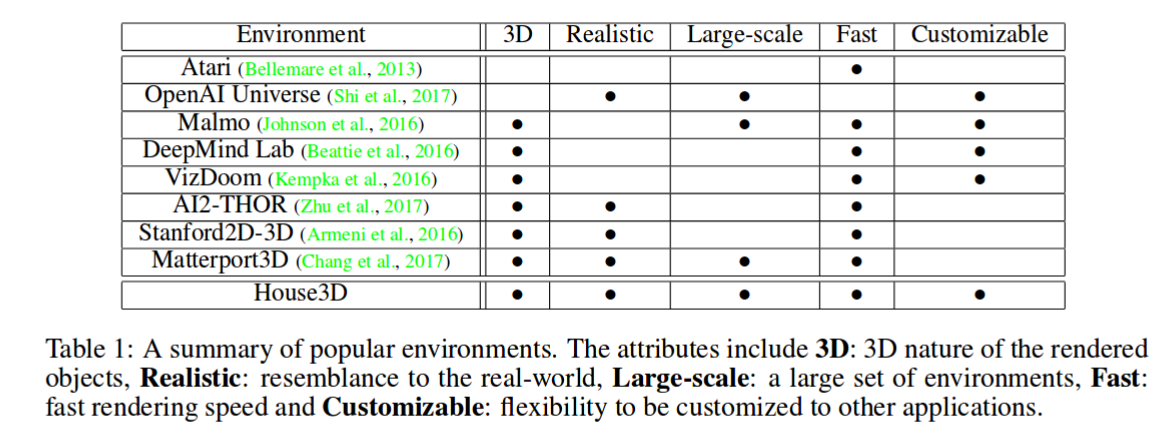 Environment 3D Realistic Large-scale Fast Customizable
Atari (Bellemare et al., 2013) •
OpenAI Universe (Shi et al., 2017) • • •
Malmo (Johnson et al., 2016) • • • •
DeepMind Lab (Beattie et al., 2016) • • •
VizDoom (Kempka et al., 2016) • • •
AI2-THOR (Zhu et al., 2017) • • •
Stanford2D-3D (Armeni et al., 2016) • • •
Matterport3D (Chang et al., 2017) • • • •
House3D • • • • •
Table 1: A summary of popular environments. The attributes include 3D: 3D nature of the rendered
objects, Realistic: resemblance to the real-world, Large-scale: a large set of environments, Fast:
fast rendering speed and Customizable: flexibility to be customized to other applications.